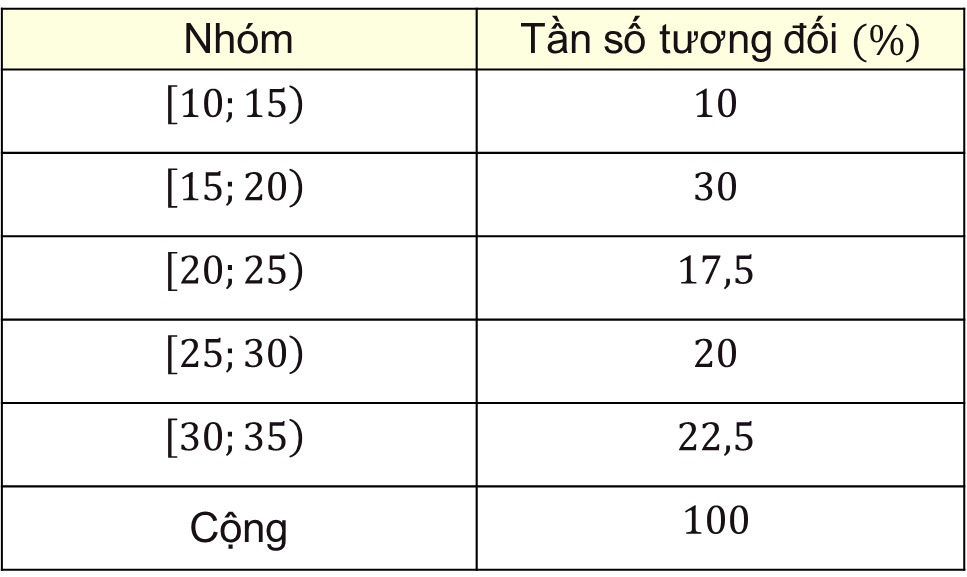 Nhóm Tần số tương đối (%)
[10; 15) 10
[15; 20) 30
[20; 25) 17,5
[25; 30) 20
[30; 35) 22,5
Cộng 100